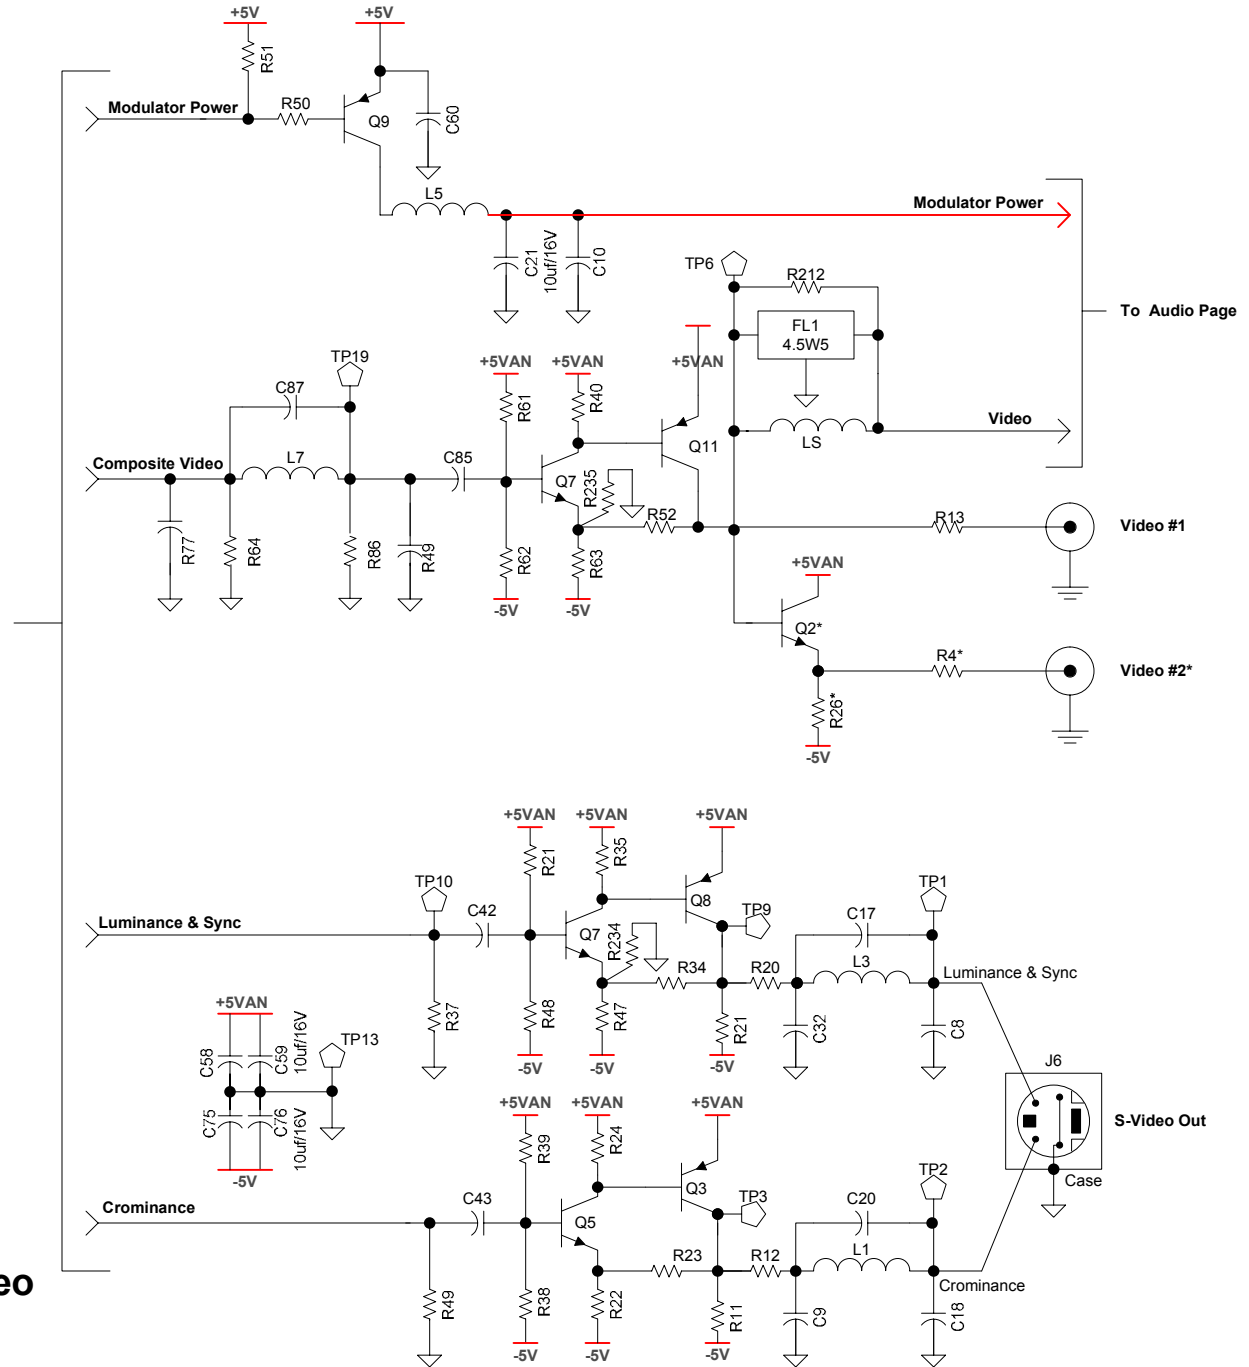 +5V
+5V
R51
Modulator Power
R50
Q9
C60
L5
Modulator Power
C21
10uf/16V
C10
TP6
R212
FL1
4.5W5
To Audio Page
TP19
+5VAN
+5VAN
+5VAN
C87
R61
R40
Video
LS
Q11
Composite Video
L7
C85
Q7
R235
R52
R13
Video #1
R77
R64
R86
R49
R62
R63
+5VAN
-5V
-5V
Q2*
R4*
Video #2*
R26*
-5V
+5VAN
+5VAN
+5VAN
R21
R35
TP10
Q8
TP1
C42
TP9
C17
Luminance & Sync
Q7
R234
R34
R20
L3
Luminance & Sync
+5VAN
R37
R48
R47
R21
C32
C8
C58
C59
10uf/16V
TP13
-5V
-5V
-5V
J6
+5VAN
+5VAN
+5VAN
C75
C76
10uf/16V
S-Video Out
R39
R24
-5V
Q3
TP2
Case
Crominance
C43
TP3
C20
Q5
R23
R12
L1
eo
Crominance
R49
R38
R22
R11
C9
C18
-5V
-5V
-5V